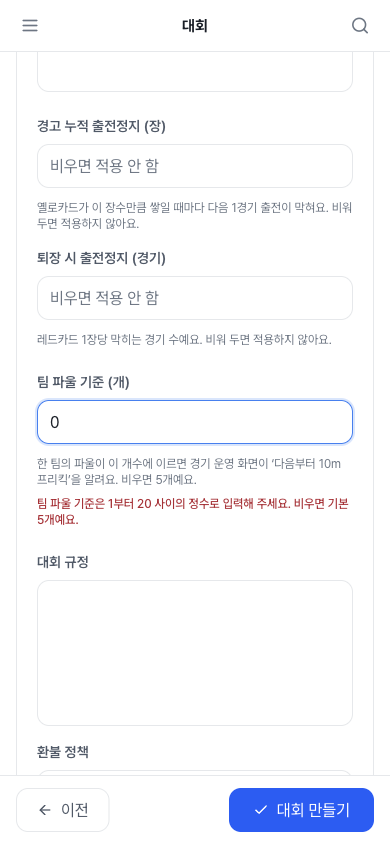 대회
경고 누적 출전정지 (장)
비우면 적용 안 함
옐로카드가 이 장수만큼 쌓일 때마다 다음 1경기 출전이 막혀요. 비워
두면 적용하지 않아요.
퇴장 시 출전정지 (경기)
비우면 적용 안 함
레드카드 1장당 막히는 경기 수예요. 비워 두면 적용하지 않아요.
팀 파울 기준 (개)
0
한 팀의 파울이 이 개수에 이르면 경기 운영 화면이 ‘다음부터 10m
프리킥’을 알려요. 비우면 5개예요.
팀 파울 기준은 1부터 20 사이의 정수로 입력해 주세요. 비우면 기본
5개예요.
대회 규정
환불 정책
이전
대회 만들기